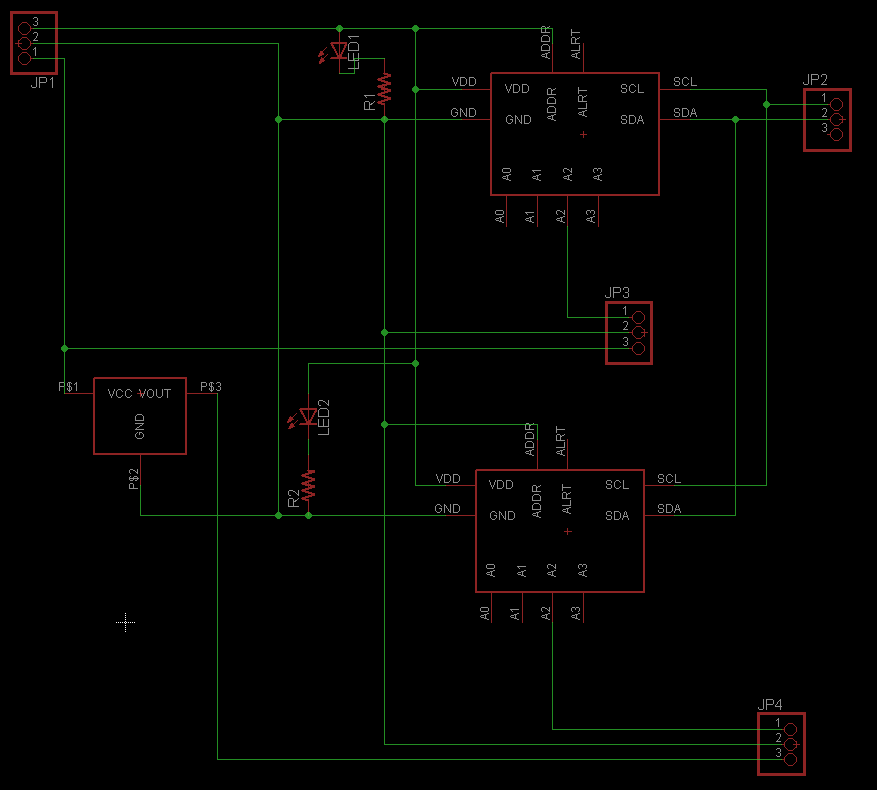 3
2
1
JP1
LED1
R1
ADDR
ALRT
VDD
VDD
ADDR
ALRT
SCL
SCL
GND
GND
SDA
SDA
A0
A1
A2
A3
A0
A1
A2
A3
JP2
1
2
3
JP3
1
2
3
P$1
VCC
VOUT
P$3
GND
P$2
LED2
R2
ADDR
ALRT
VDD
VDD
ADDR
ALRT
SCL
SCL
GND
GND
SDA
SDA
A0
A1
A2
A3
A0
A1
A2
A3
JP4
1
2
3